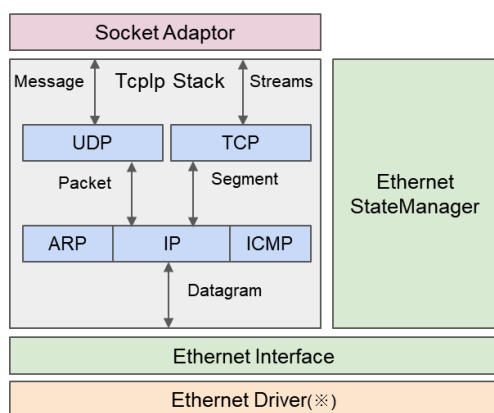 Socket Adaptor
Message
TcpIp Stack
Streams
UDP
TCP
Packet
Segment
ARP
IP
ICMP
Datagram
Ethernet
StateManager
Ethernet Interface
Ethernet Driver(※)